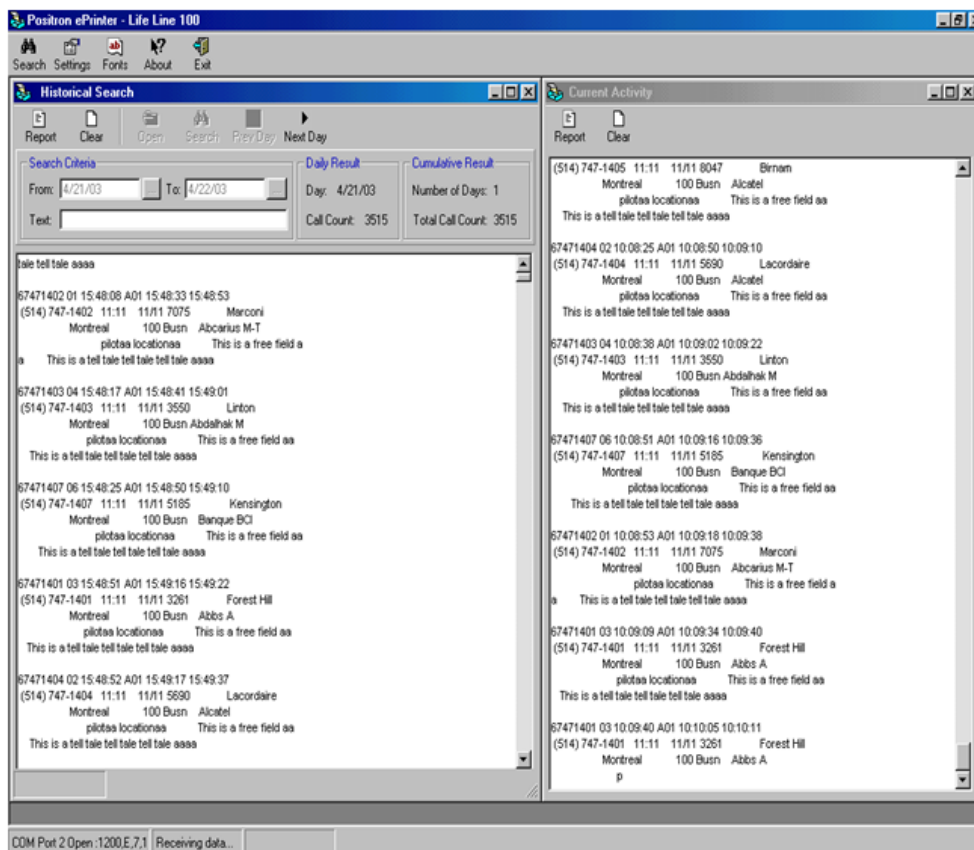 Positron ePrinter - Life Line 100
Search Settings Fonts About Exit
Historical Search
Report Clear Open Search Prev Day Next Day
Search Criteria
From: 4/21/03 ... To: 4/22/03 ...
Text:
Daily Result
Day: 4/21/03
Call Count: 3515
Cumulative Result
Number of Days: 1
Total Call Count: 3515
tale tell tale aaaa
67471402 01 15:48:08 A01 15:48:33 15:48:53
(514) 747-1402 11:11 11/11 7075 Marconi
Montreal 100 Busn Abcarius M-T
pilotaa locationaa This is a free field a
a This is a tell tale tell tale tell tale aaaa
67471403 04 15:48:17 A01 15:48:41 15:49:01
(514) 747-1403 11:11 11/11 3550 Linton
Montreal 100 Busn Abdalhak M
pilotaa locationaa This is a free field aa
This is a tell tale tell tale tell tale aaaa
67471407 06 15:48:25 A01 15:48:50 15:49:10
(514) 747-1407 11:11 11/11 5185 Kensington
Montreal 100 Busn Banque BCI
pilotaa locationaa This is a free field aa
This is a tell tale tell tale tell tale aaaa
67471401 03 15:48:51 A01 15:49:16 15:49:22
(514) 747-1401 11:11 11/11 3261 Forest Hill
Montreal 100 Busn Abbs A
pilotaa locationaa This is a free field aa
This is a tell tale tell tale tell tale aaaa
67471404 02 15:48:52 A01 15:49:17 15:49:37
(514) 747-1404 11:11 11/11 5690 Lacordaire
Montreal 100 Busn Alcatel
pilotaa locationaa This is a free field aa
This is a tell tale tell tale tell tale aaaa
Current Activity
Report Clear
(514) 747-1405 11:11 11/11 8047 Birnam
Montreal 100 Busn Alcatel
pilotaa locationaa This is a free field aa
This is a tell tale tell tale tell tale aaaa
67471404 02 10:08:25 A01 10:08:50 10:09:10
(514) 747-1404 11:11 11/11 5690 Lacordaire
Montreal 100 Busn Alcatel
pilotaa locationaa This is a free field aa
This is a tell tale tell tale tell tale aaaa
67471403 04 10:08:38 A01 10:09:02 10:09:22
(514) 747-1403 11:11 11/11 3550 Linton
Montreal 100 Busn Abdalhak M
pilotaa locationaa This is a free field aa
This is a tell tale tell tale tell tale aaaa
67471407 06 10:08:51 A01 10:09:16 10:09:36
(514) 747-1407 11:11 11/11 5185 Kensington
Montreal 100 Busn Banque BCI
pilotaa locationaa This is a free field aa
This is a tell tale tell tale tell tale aaaa
67471402 01 10:08:53 A01 10:09:18 10:09:38
(514) 747-1402 11:11 11/11 7075 Marconi
Montreal 100 Busn Abcarius M-T
pilotaa locationaa This is a free field a
a This is a tell tale tell tale tell tale aaaa
67471401 03 10:09:09 A01 10:09:34 10:09:40
(514) 747-1401 11:11 11/11 3261 Forest Hill
Montreal 100 Busn Abbs A
pilotaa locationaa This is a free field aa
This is a tell tale tell tale tell tale aaaa
67471401 03 10:09:40 A01 10:10:05 10:10:11
(514) 747-1401 11:11 11/11 3261 Forest Hill
Montreal 100 Busn Abbs A
p
COM Port 2 Open :1200,E,7,1 Receiving data...